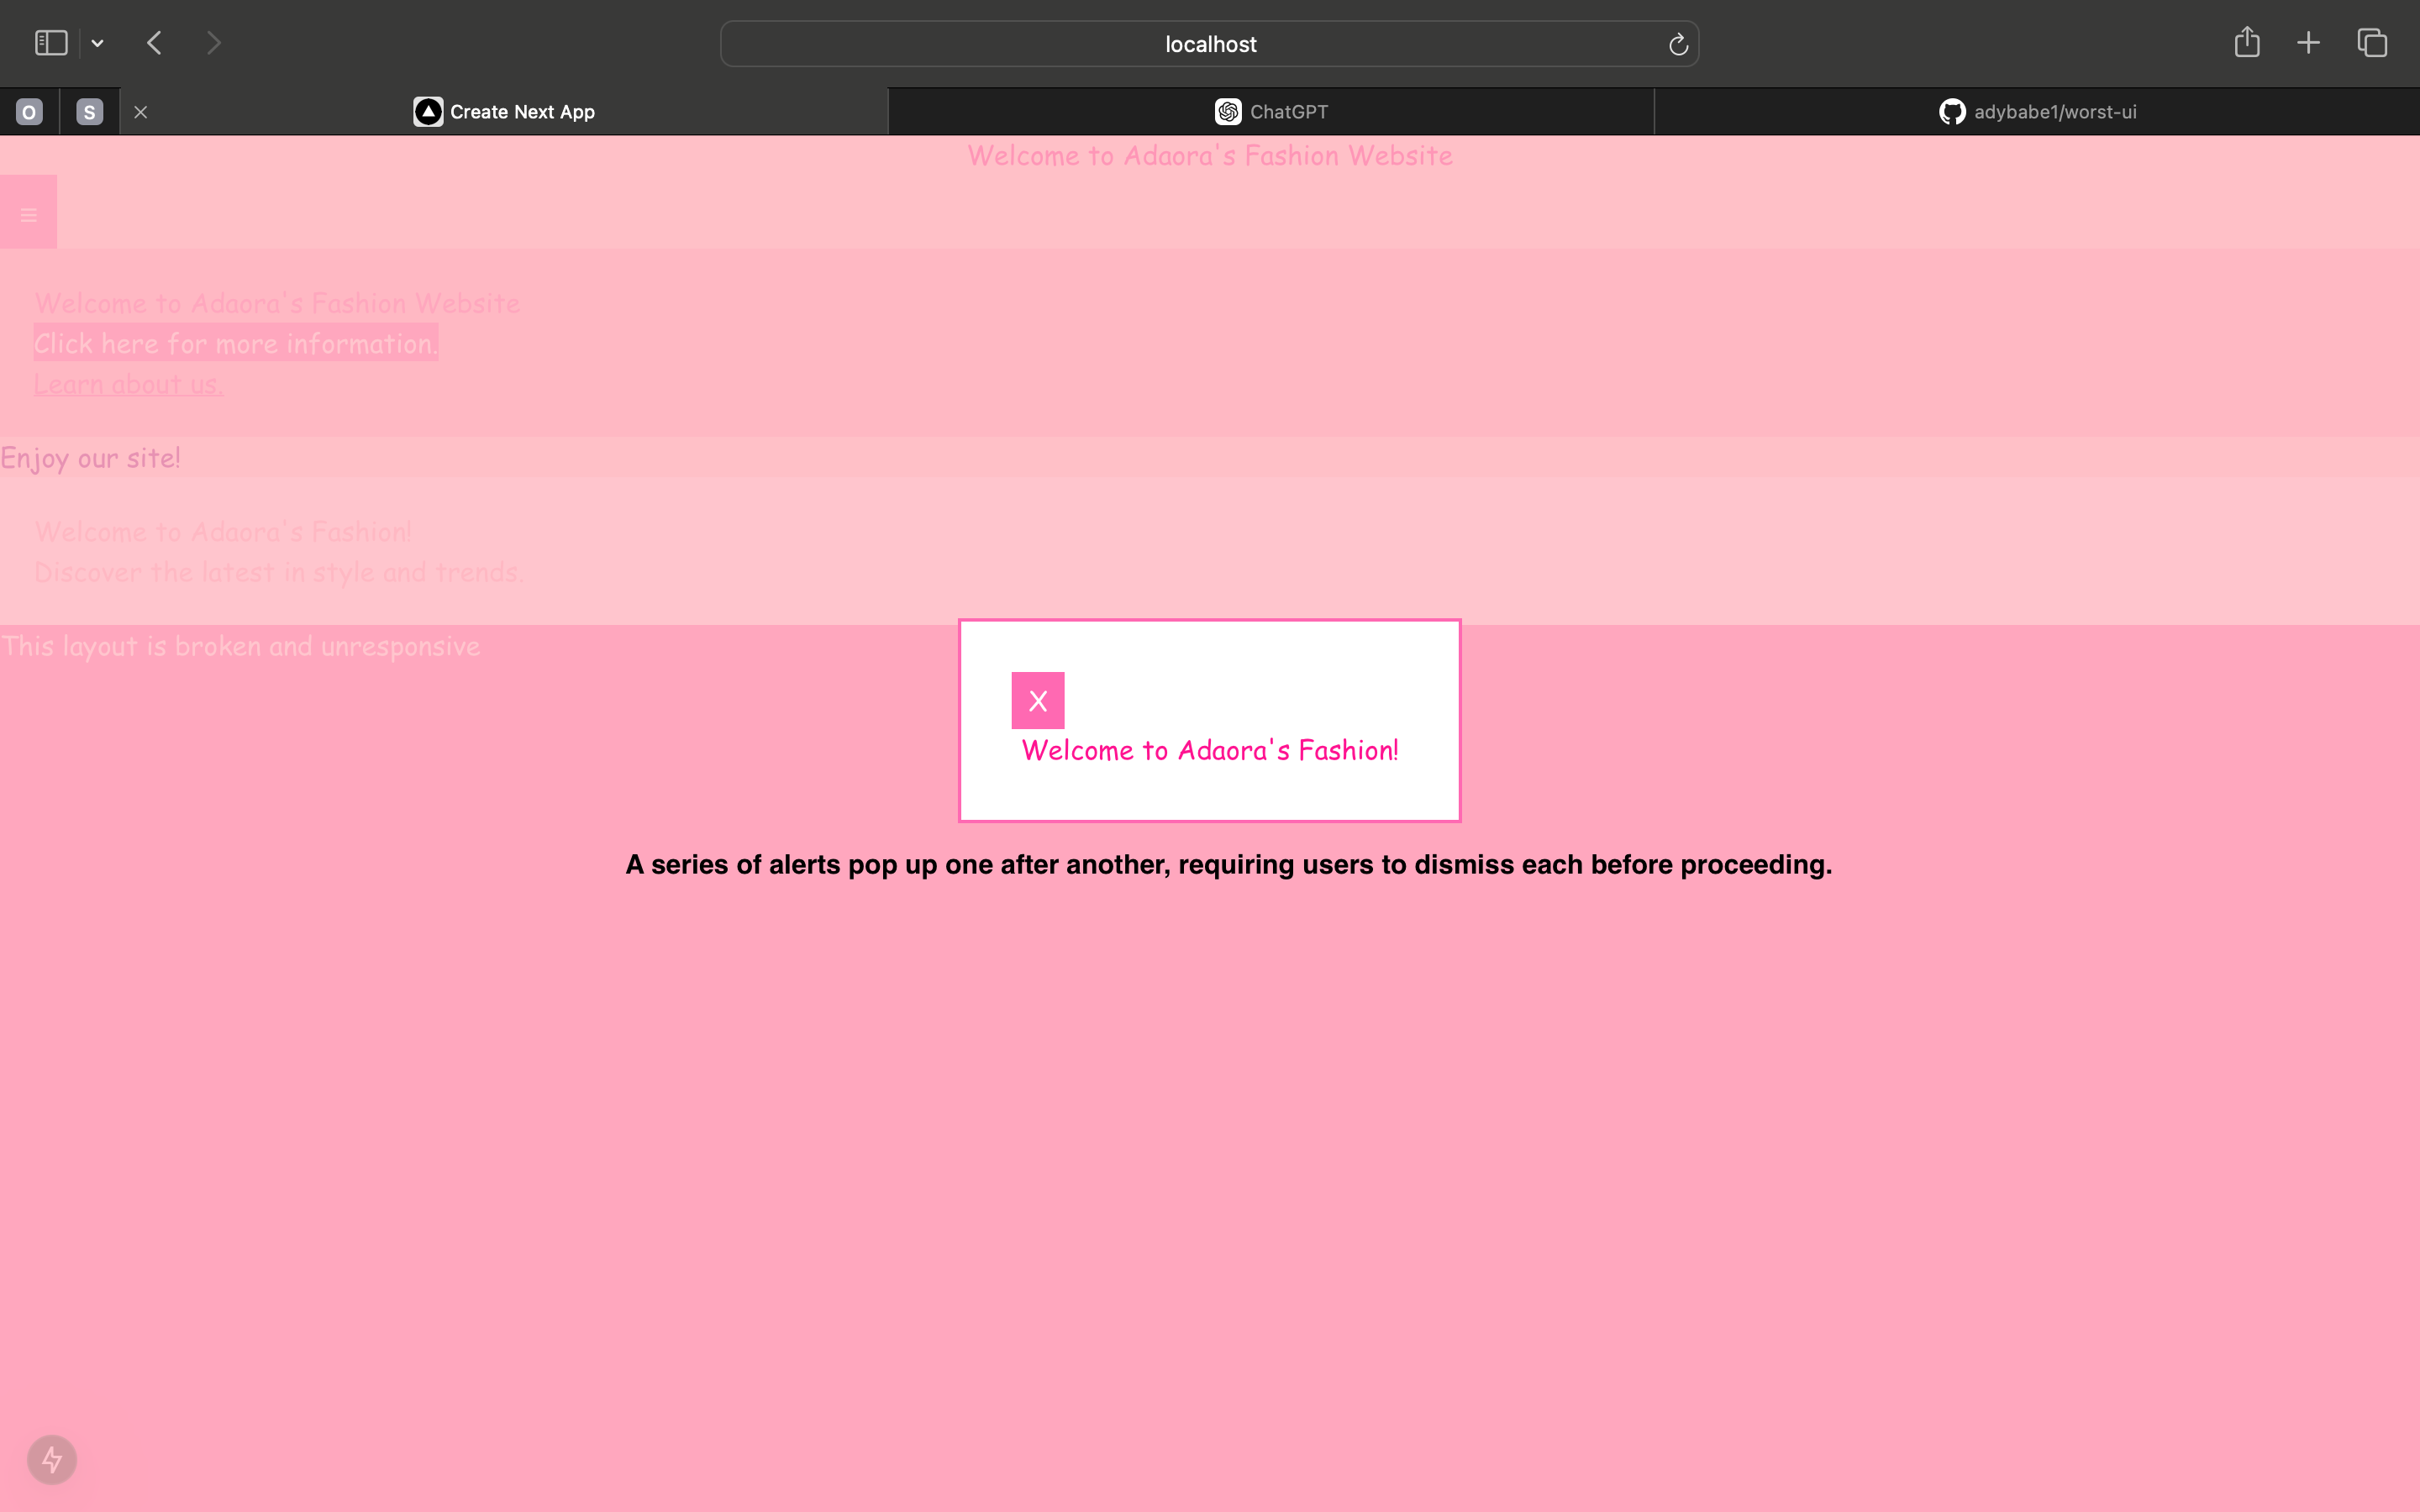 localhost
O
S
Create Next App
ChatGPT
adybabe1/worst-ui
Welcome to Adaora's Fashion Website
Welcome to Adaora's Fashion Website
Click here for more information.
Learn about us.
Enjoy our site!
Welcome to Adaora's Fashion!
Discover the latest in style and trends.
This layout is broken and unresponsive
X
Welcome to Adaora's Fashion!
A series of alerts pop up one after another, requiring users to dismiss each before proceeding.